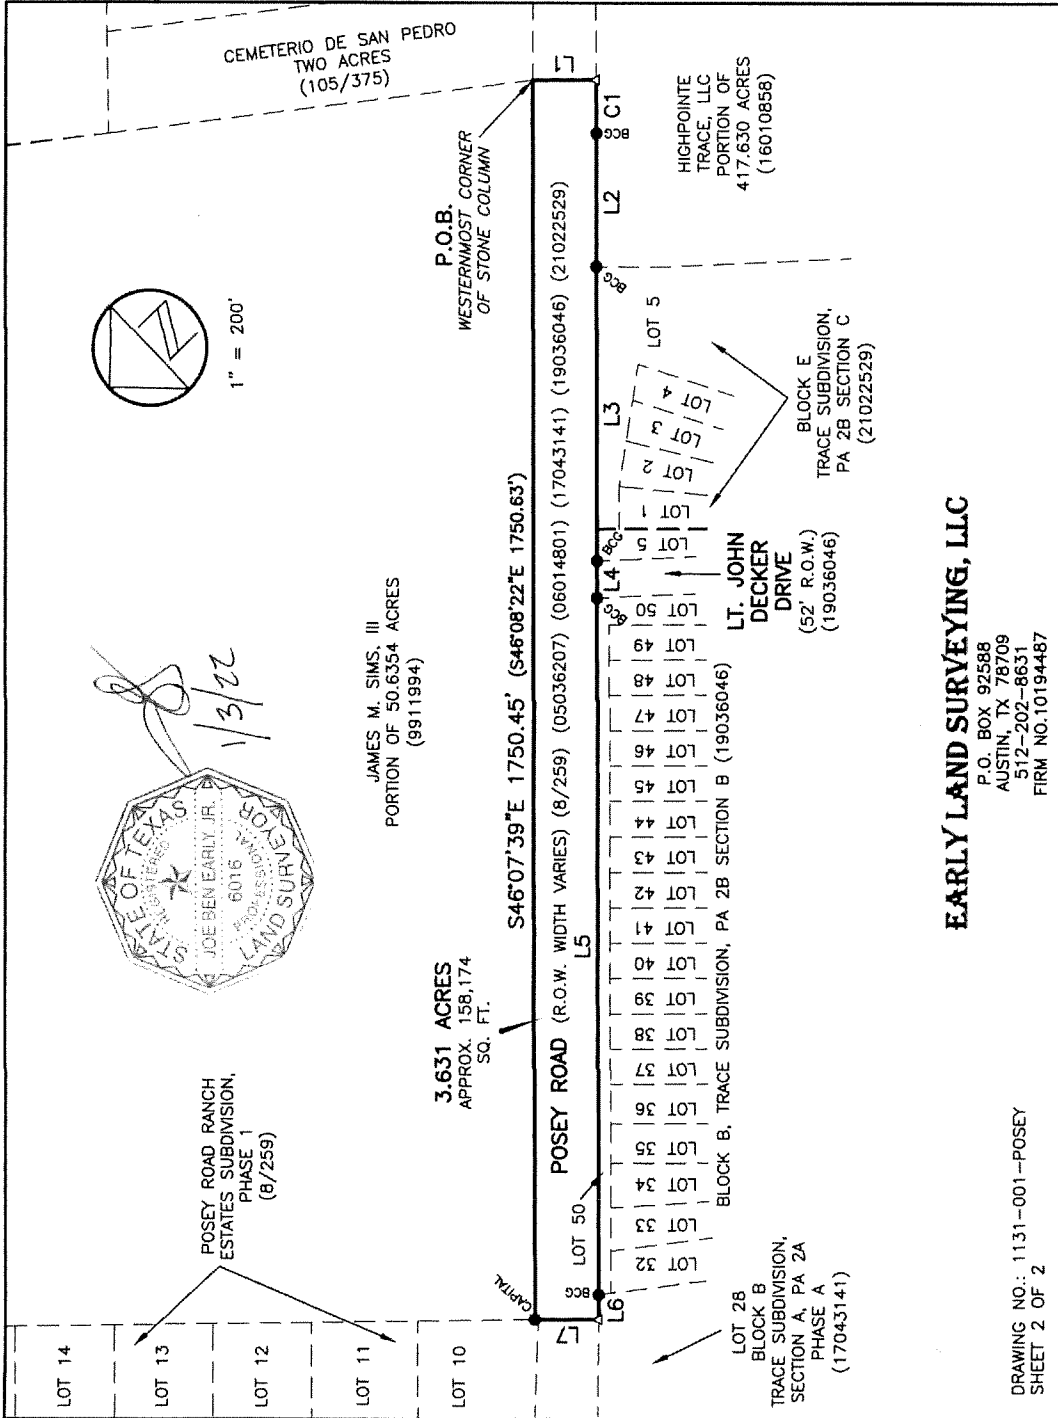 CEMETERIO DE SAN PEDRO
TWO ACRES
(105/375)
L1
P.O.B.
WESTERNMOST CORNER
OF STONE COLUMN
1" = 200'
C1
BCG
HIGHPOINTE
TRACE, LLC
PORTION OF
417.630 ACRES
(16010858)
L2
BCG
LOT 5
L3
LOT 4
LOT 3
LOT 2
LOT 1
BLOCK E
TRACE SUBDIVISION,
PA 2B SECTION C
(21022529)
LOT 5
BCG
L4
LT. JOHN
DECKER
DRIVE
(52' R.O.W.)
(19036046)
BCG
JAMES M. SIMS, III
PORTION OF 50.6354 ACRES
(9911994)
1/3/22
STATE OF TEXAS
REGISTERED
JOE BEN EARLY, JR.
6016
PROFESSIONAL
LAND SURVEYOR
S46°07'39"E 1750.45' (S46°08'22"E 1750.63')
POSEY ROAD (R.O.W. WIDTH VARIES) (8/259) (05036207) (06014801) (17043141) (19036046) (21022529)
3.631 ACRES
APPROX. 158,174
SQ. FT.
L5
LOT 50
LOT 49
LOT 48
LOT 47
LOT 46
LOT 45
LOT 44
LOT 43
LOT 42
LOT 41
LOT 40
LOT 39
LOT 38
LOT 37
LOT 36
LOT 35
LOT 34
LOT 33
LOT 32
BLOCK B, TRACE SUBDIVISION, PA 2B SECTION B (19036046)
POSEY ROAD RANCH
ESTATES SUBDIVISION,
PHASE 1
(8/259)
LOT 14
LOT 13
LOT 12
LOT 11
LOT 10
CAPITAL
L7
LOT 50
BCG
L6
LOT 28
BLOCK B
TRACE SUBDIVISION,
SECTION A, PA 2A
PHASE A
(17043141)
EARLY LAND SURVEYING, LLC
P.O. BOX 92588
AUSTIN, TX 78709
512-202-8631
FIRM NO.10194487
DRAWING NO.: 1131-001-POSEY
SHEET 2 OF 2